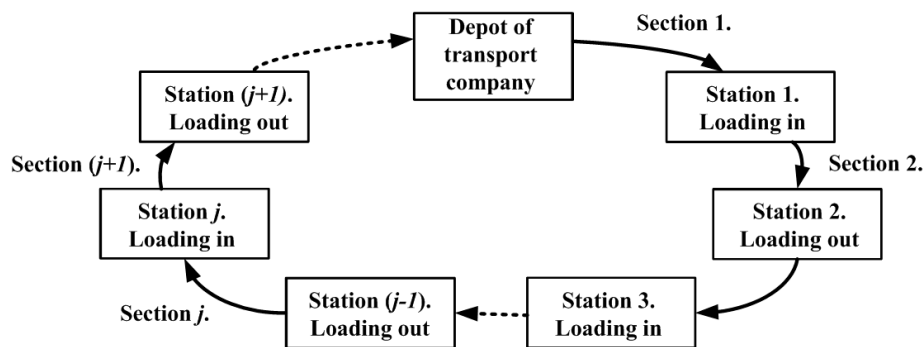 Depot of
transport
company
Section 1.
Station 1.
Loading in
Section 2.
Station 2.
Loading out
Station 3.
Loading in
Station (j-1).
Loading out
Section j.
Station j.
Loading in
Section (j+1).
Station (j+1).
Loading out